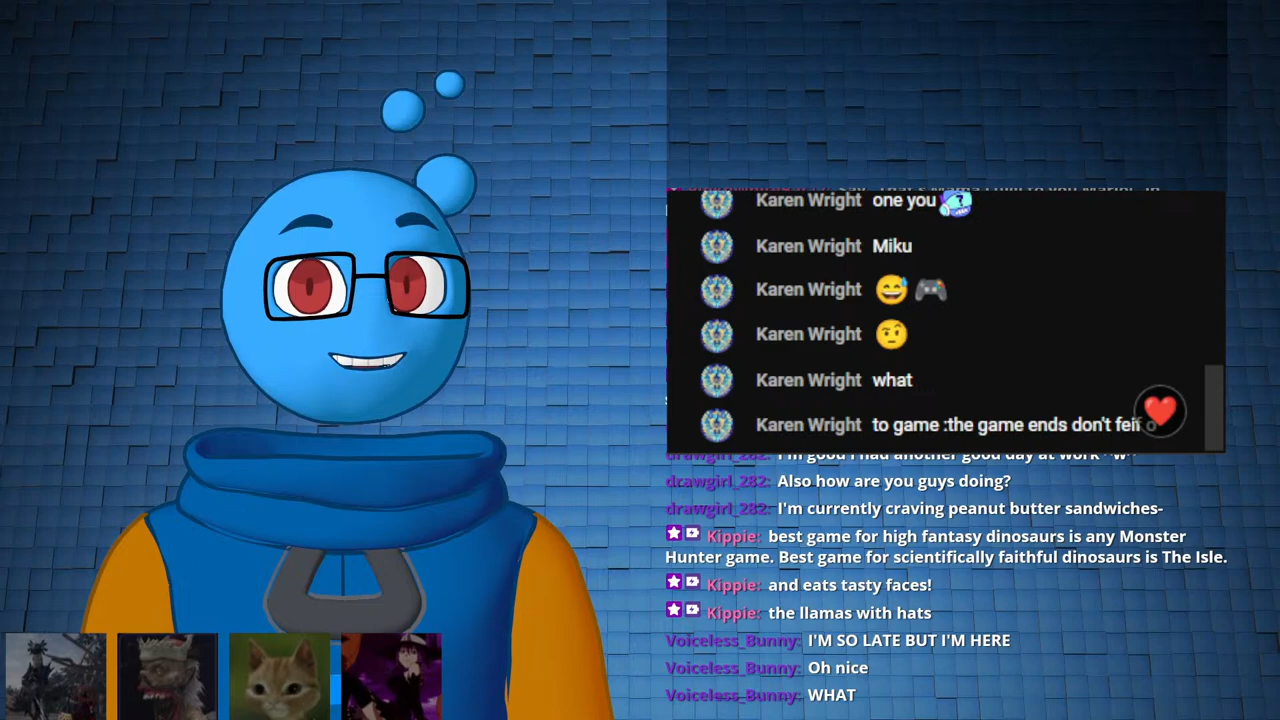 Karen Wright one you
Karen Wright Miku
Karen Wright 😅 🎮
Karen Wright 🤨
Karen Wright what
Karen Wright to game :the game ends don't feif o
drawgirl_282: I'm good I had another good day at work ^w^
drawgirl_282: Also how are you guys doing?
drawgirl_282: I'm currently craving peanut butter sandwiches-
Kippie: best game for high fantasy dinosaurs is any Monster
Hunter game. Best game for scientifically faithful dinosaurs is The Isle.
Kippie: and eats tasty faces!
Kippie: the llamas with hats
Voiceless_Bunny: I'M SO LATE BUT I'M HERE
Voiceless_Bunny: Oh nice
Voiceless_Bunny: WHAT